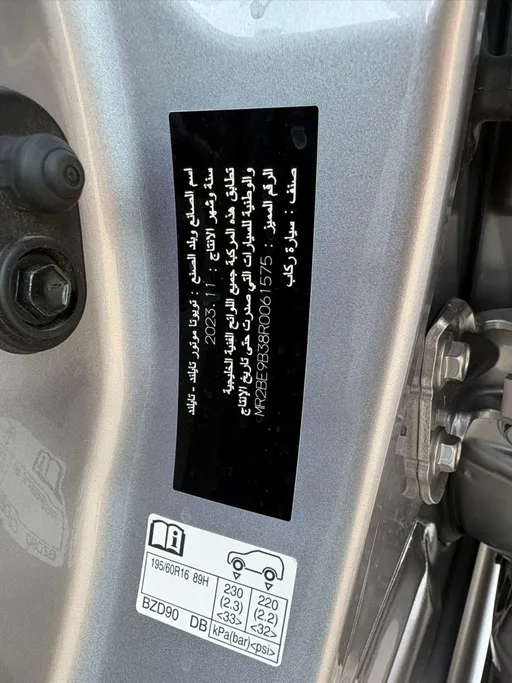 اسم الصانع وبلد الصنع : تويوتا موتور تايلند - تايلند
سنة وشهر الانتاج : 2023.11
تطابق هذه المركبة جميع اللوائح الفنية الخليجية
والوطنية للسيارات التي صدرت حتى تاريخ الإنتاج
الرقم المميز : MR2BE9B38R0061575
صنف : سيارة ركاب
195/60R16 89H
230
(2.3)
<33>
220
(2.2)
<32>
BZD90 DB
kPa(bar)<psi>